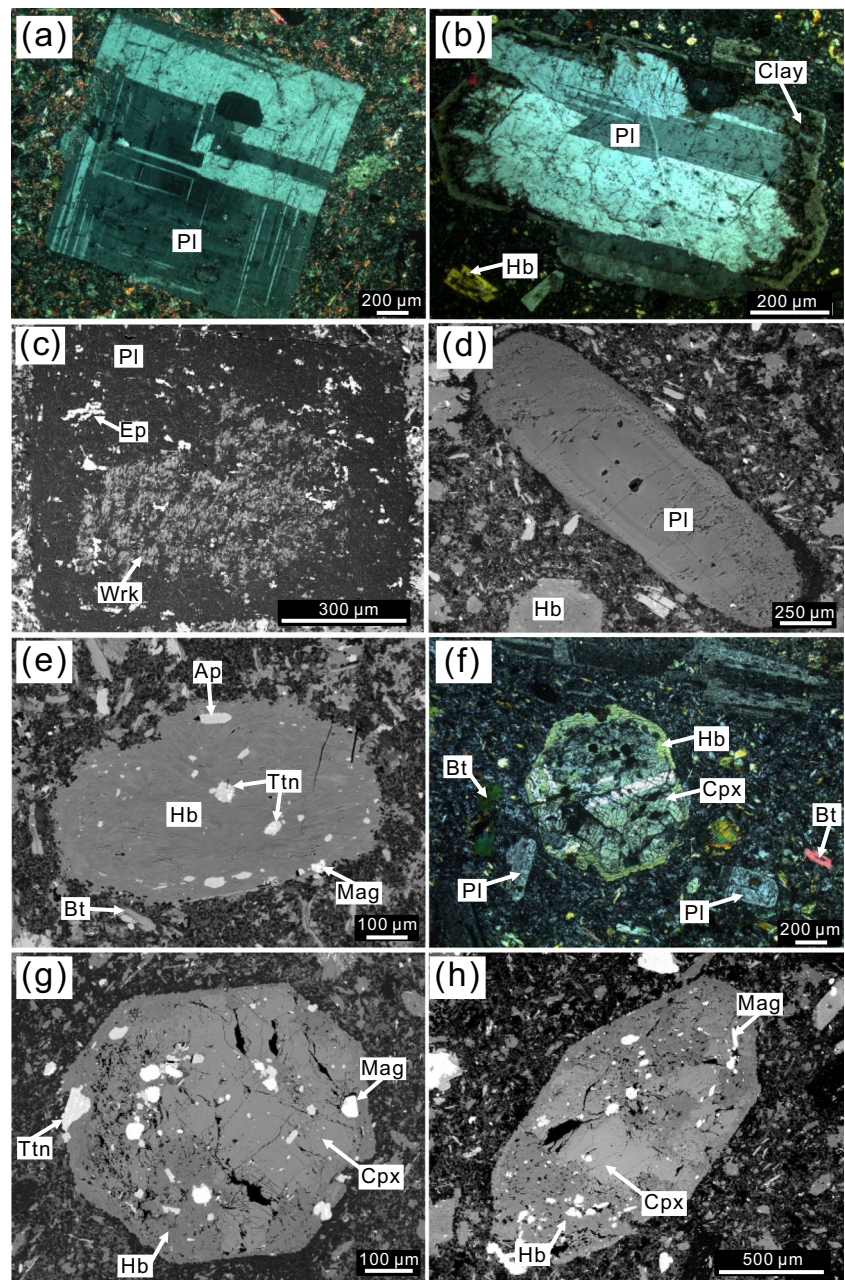 (a)
Pl
200 µm
(b)
Clay
Pl
Hb
200 µm
(c)
Pl
Ep
Wrk
300 µm
(d)
Pl
Hb
250 µm
(e)
Ap
Ttn
Hb
Mag
Bt
100 µm
(f)
Hb
Bt
Cpx
Bt
Pl
Pl
200 µm
(g)
Mag
Ttn
Cpx
Hb
100 µm
(h)
Mag
Cpx
Hb
500 µm